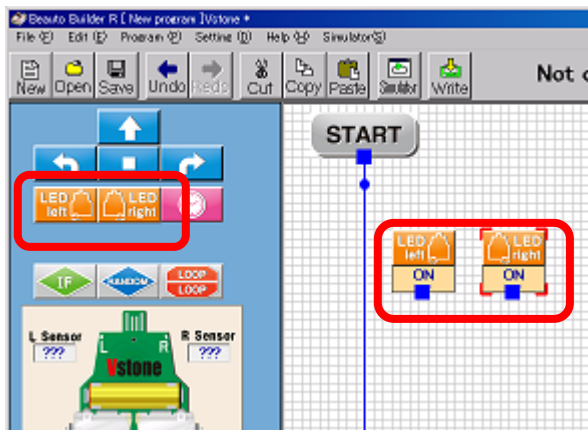 Beauto Builder R [ New program ]Vstone *
File (F) Edit (E) Program (P) Setting (D) Help (H) Simulator(S)
New Open Save Undo Redo Cut Copy Paste Simulator Write Not c
START
LED left LED right
LED left LED right
ON ON
IF RANDOM LOOP LOOP
L Sensor R Sensor
??? L R ???
Vstone